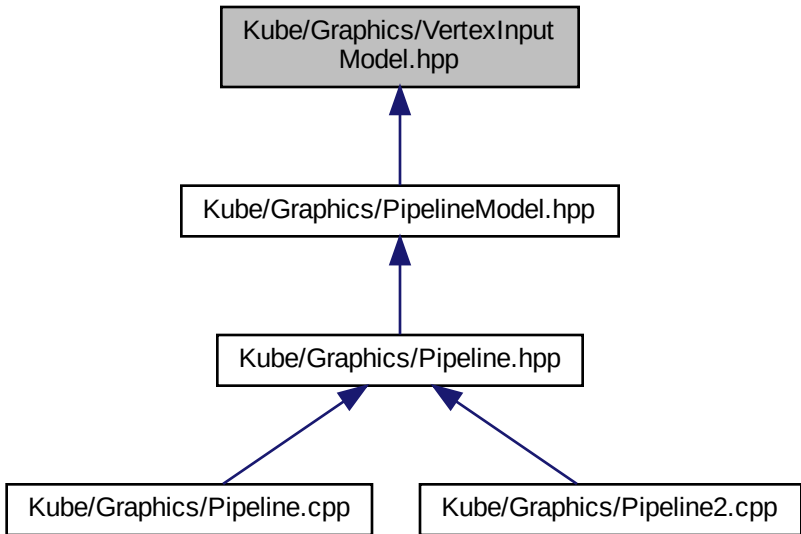 Kube/Graphics/VertexInput
Model.hpp
Kube/Graphics/PipelineModel.hpp
Kube/Graphics/Pipeline.hpp
Kube/Graphics/Pipeline.cpp
Kube/Graphics/Pipeline2.cpp